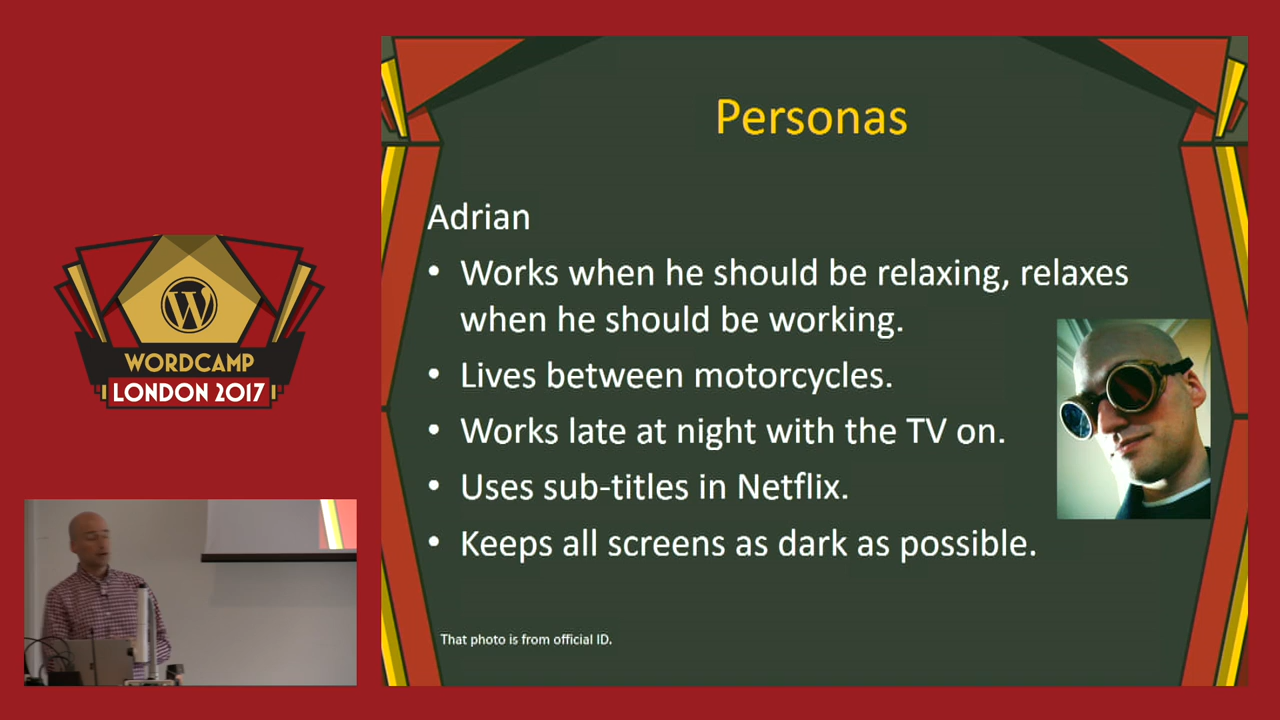 WORDCAMP
LONDON 2017
Personas
Adrian
• Works when he should be relaxing, relaxes
when he should be working.
• Lives between motorcycles.
• Works late at night with the TV on.
• Uses sub-titles in Netflix.
• Keeps all screens as dark as possible.
That photo is from official ID.